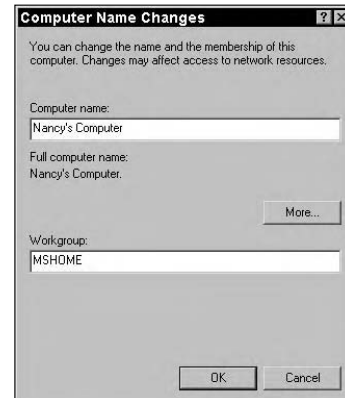 Computer Name Changes
You can change the name and the membership of this
computer. Changes may affect access to network resources.
Computer name:
Nancy's Computer
Full computer name:
Nancy's Computer.
More...
Workgroup:
MSHOME
OK Cancel